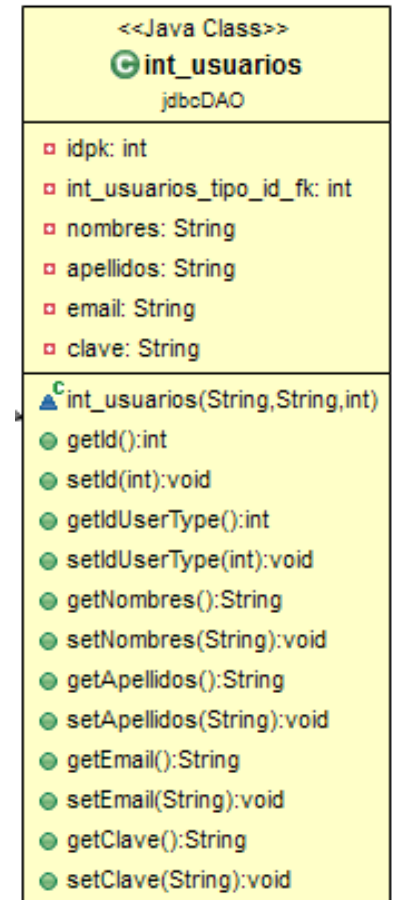 <<Java Class>>
int_usuarios
jdbcDAO
idpk: int
int_usuarios_tipo_id_fk: int
nombres: String
apellidos: String
email: String
clave: String
int_usuarios(String,String,int)
getId():int
setId(int):void
getIdUserType():int
setIdUserType(int):void
getNombres():String
setNombres(String):void
getApellidos():String
setApellidos(String):void
getEmail():String
setEmail(String):void
getClave():String
setClave(String):void